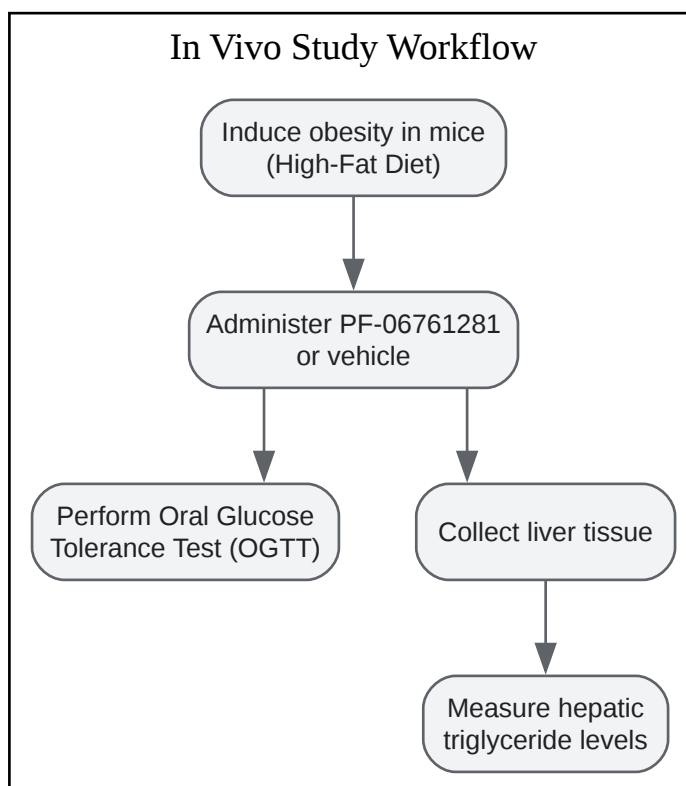 In Vivo Study Workflow
Induce obesity in mice
(High-Fat Diet)
Administer PF-06761281
or vehicle
Perform Oral Glucose
Tolerance Test (OGTT)
Collect liver tissue
Measure hepatic
triglyceride levels